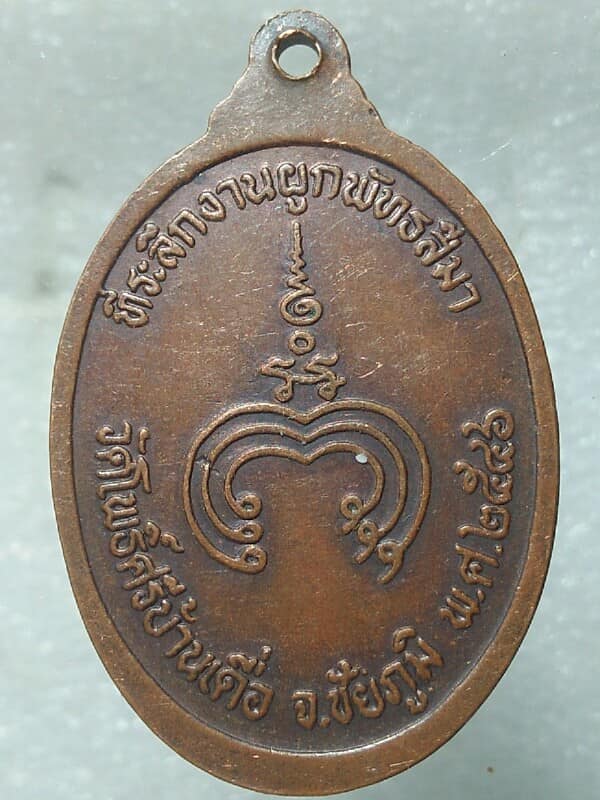 ที่ระลึกงานผูกพัทธสีมา
วัดโพธิ์ศรีบ้านเดื่อ จ.ชัยภูมิ พ.ศ.๒๕๔๖